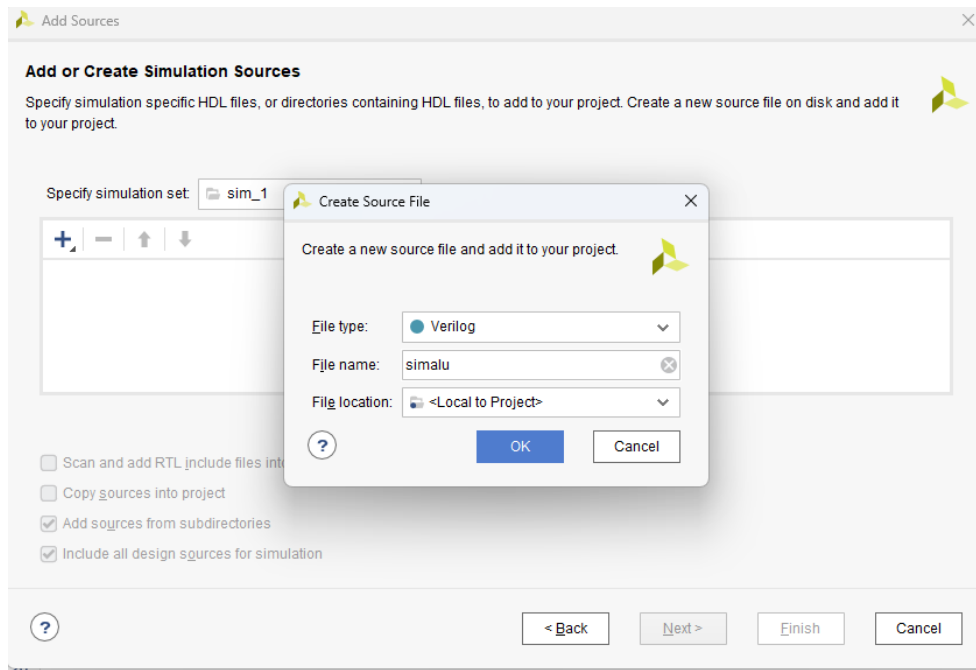 Add Sources
Add or Create Simulation Sources
Specify simulation specific HDL files, or directories containing HDL files, to add to your project. Create a new source file on disk and add it
to your project.
Specify simulation set: sim_1
Create Source File
Create a new source file and add it to your project.
File type: Verilog
File name: simalu
File location: <Local to Project>
? OK Cancel
Scan and add RTL include files
Copy sources into project
Add sources from subdirectories
Include all design sources for simulation
? < Back Next > Finish Cancel